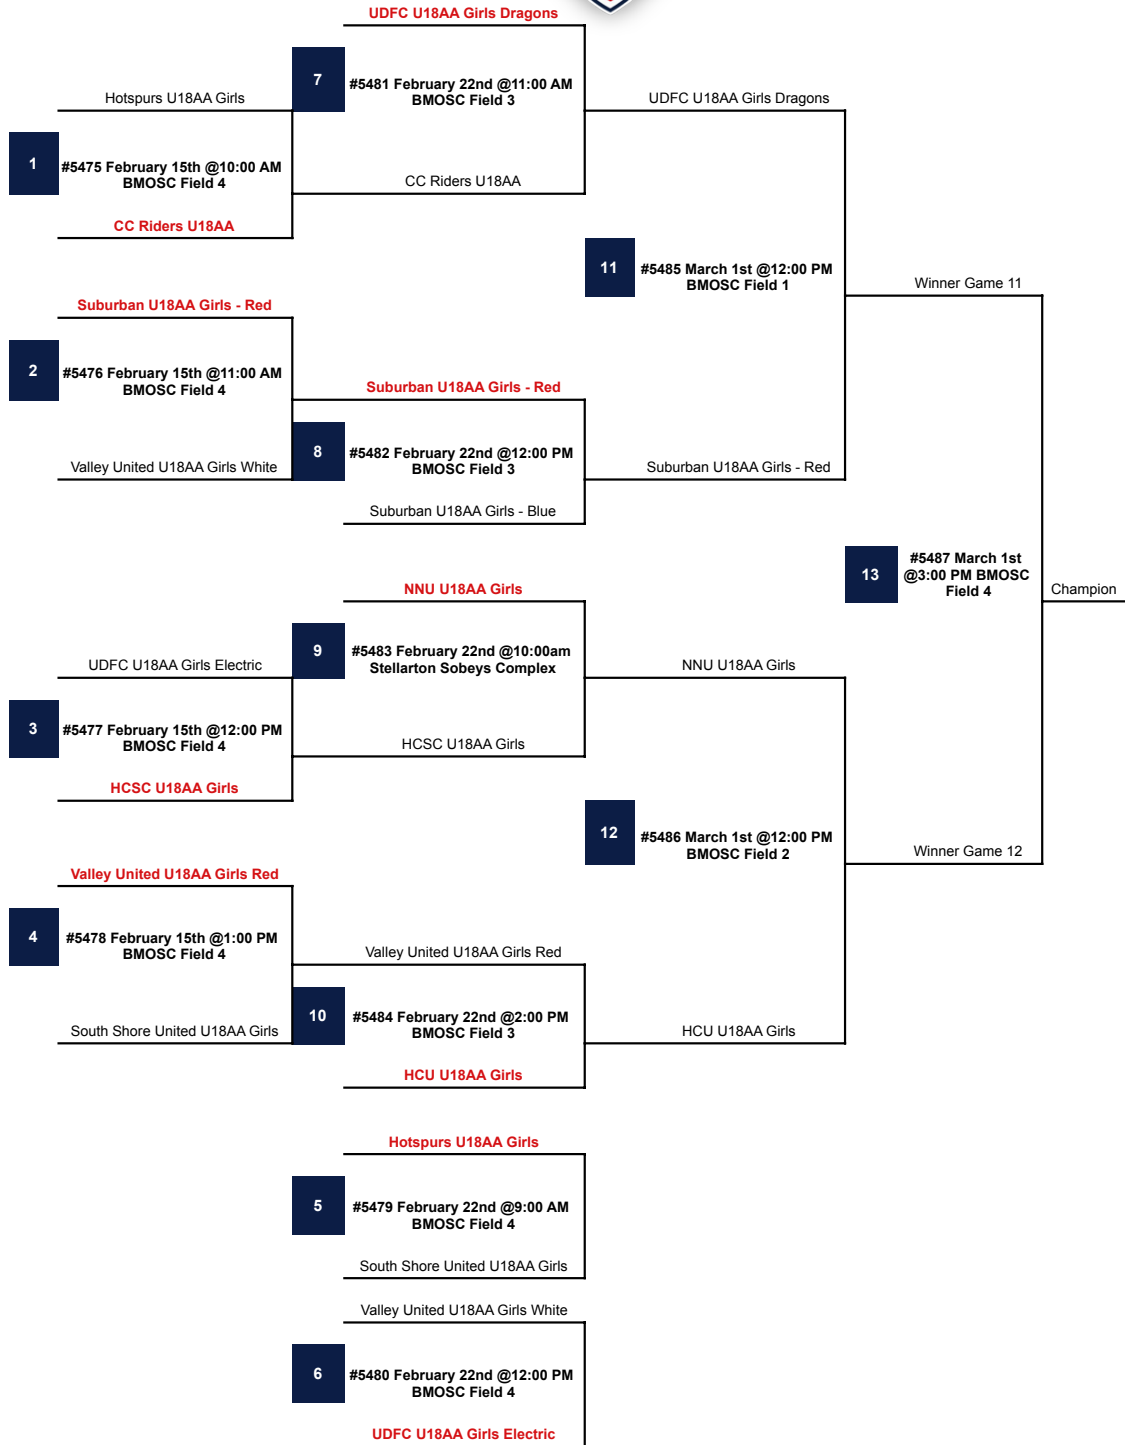 UDFC U18AA Girls Dragons
7
#5481 February 22nd @11:00 AM
BMOSC Field 3
Hotspurs U18AA Girls
UDFC U18AA Girls Dragons
1
#5475 February 15th @10:00 AM
BMOSC Field 4
CC Riders U18AA
CC Riders U18AA
11
#5485 March 1st @12:00 PM
BMOSC Field 1
Winner Game 11
Suburban U18AA Girls - Red
2
#5476 February 15th @11:00 AM
BMOSC Field 4
Suburban U18AA Girls - Red
8
#5482 February 22nd @12:00 PM
BMOSC Field 3
Valley United U18AA Girls White
Suburban U18AA Girls - Red
Suburban U18AA Girls - Blue
13
#5487 March 1st
@3:00 PM BMOSC
Field 4
Champion
NNU U18AA Girls
9
#5483 February 22nd @10:00am
Stellarton Sobeys Complex
UDFC U18AA Girls Electric
NNU U18AA Girls
3
#5477 February 15th @12:00 PM
BMOSC Field 4
HCSC U18AA Girls
HCSC U18AA Girls
12
#5486 March 1st @12:00 PM
BMOSC Field 2
Winner Game 12
Valley United U18AA Girls Red
4
#5478 February 15th @1:00 PM
BMOSC Field 4
Valley United U18AA Girls Red
10
#5484 February 22nd @2:00 PM
BMOSC Field 3
South Shore United U18AA Girls
HCU U18AA Girls
HCU U18AA Girls
Hotspurs U18AA Girls
5
#5479 February 22nd @9:00 AM
BMOSC Field 4
South Shore United U18AA Girls
Valley United U18AA Girls White
6
#5480 February 22nd @12:00 PM
BMOSC Field 4
UDFC U18AA Girls Electric